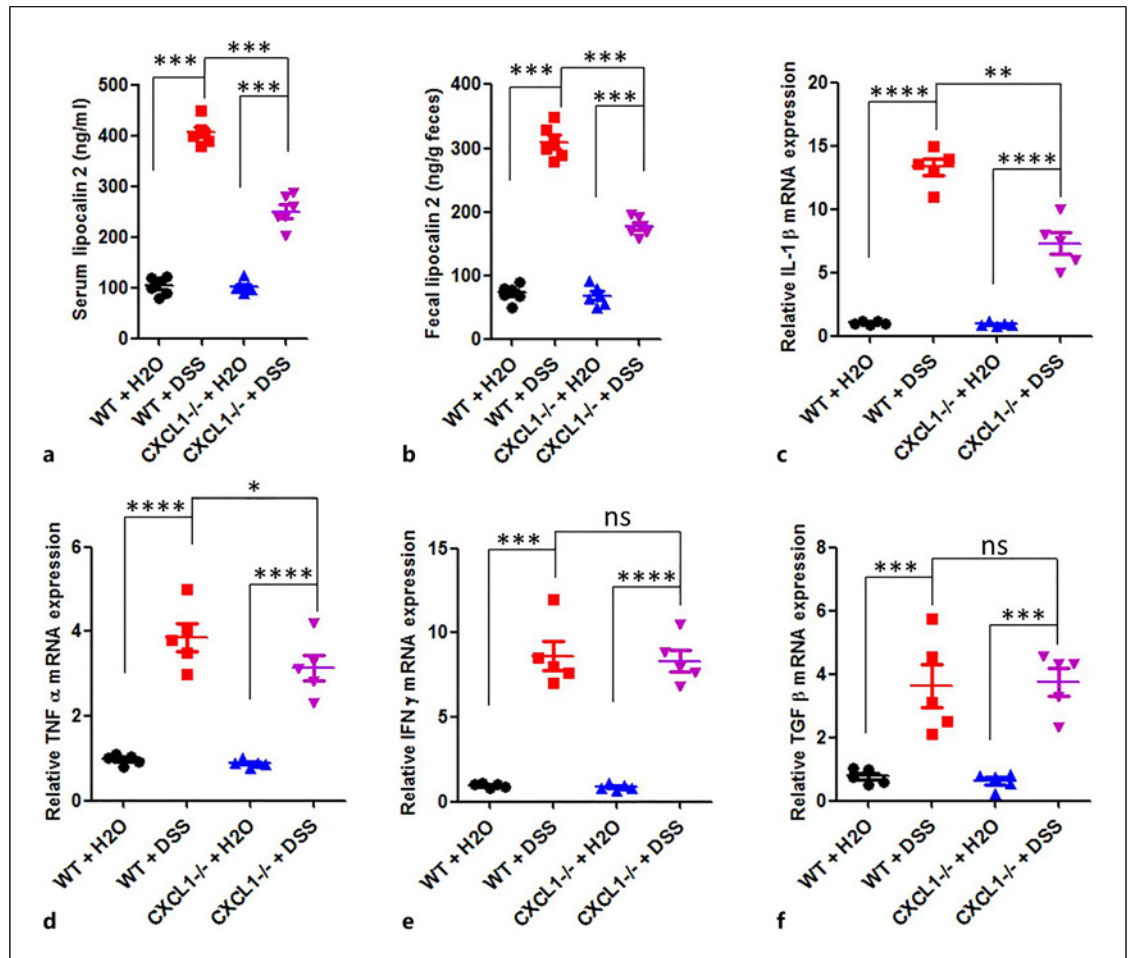 *** ***
***
500
400
300
200
100
0
Serum lipocalin 2 (ng/ml)
WT + H2O
WT + DSS
CXCL1-/- + H2O
CXCL1-/- + DSS
a
*** ***
***
400
300
200
100
0
Fecal lipocalin 2 (ng/g feces)
WT + H2O
WT + DSS
CXCL1-/- + H2O
CXCL1-/- + DSS
b
**
****
****
20
15
10
5
0
Relative IL-1 β mRNA expression
WT + H2O
WT + DSS
CXCL1-/- + H2O
CXCL1-/- + DSS
c
*
****
****
6
4
2
0
Relative TNF α mRNA expression
WT + H2O
WT + DSS
CXCL1-/- + H2O
CXCL1-/- + DSS
d
ns
***
****
15
10
5
0
Relative IFN γ mRNA expression
WT + H2O
WT + DSS
CXCL1-/- + H2O
CXCL1-/- + DSS
e
ns
***
***
8
6
4
2
0
Relative TGF β mRNA expression
WT + H2O
WT + DSS
CXCL1-/- + H2O
CXCL1-/- + DSS
f